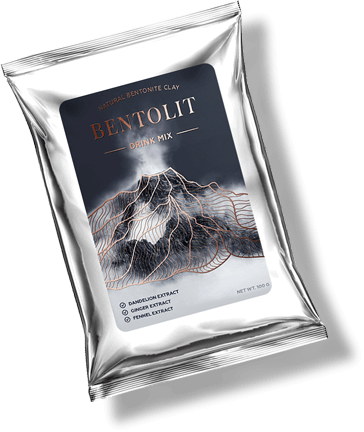 NATURAL BENTONITE CLAY
BENTOLIT
DRINK MIX
DANDELION EXTRACT
GINGER EXTRACT
FENNEL EXTRACT
NET WT. 100 G